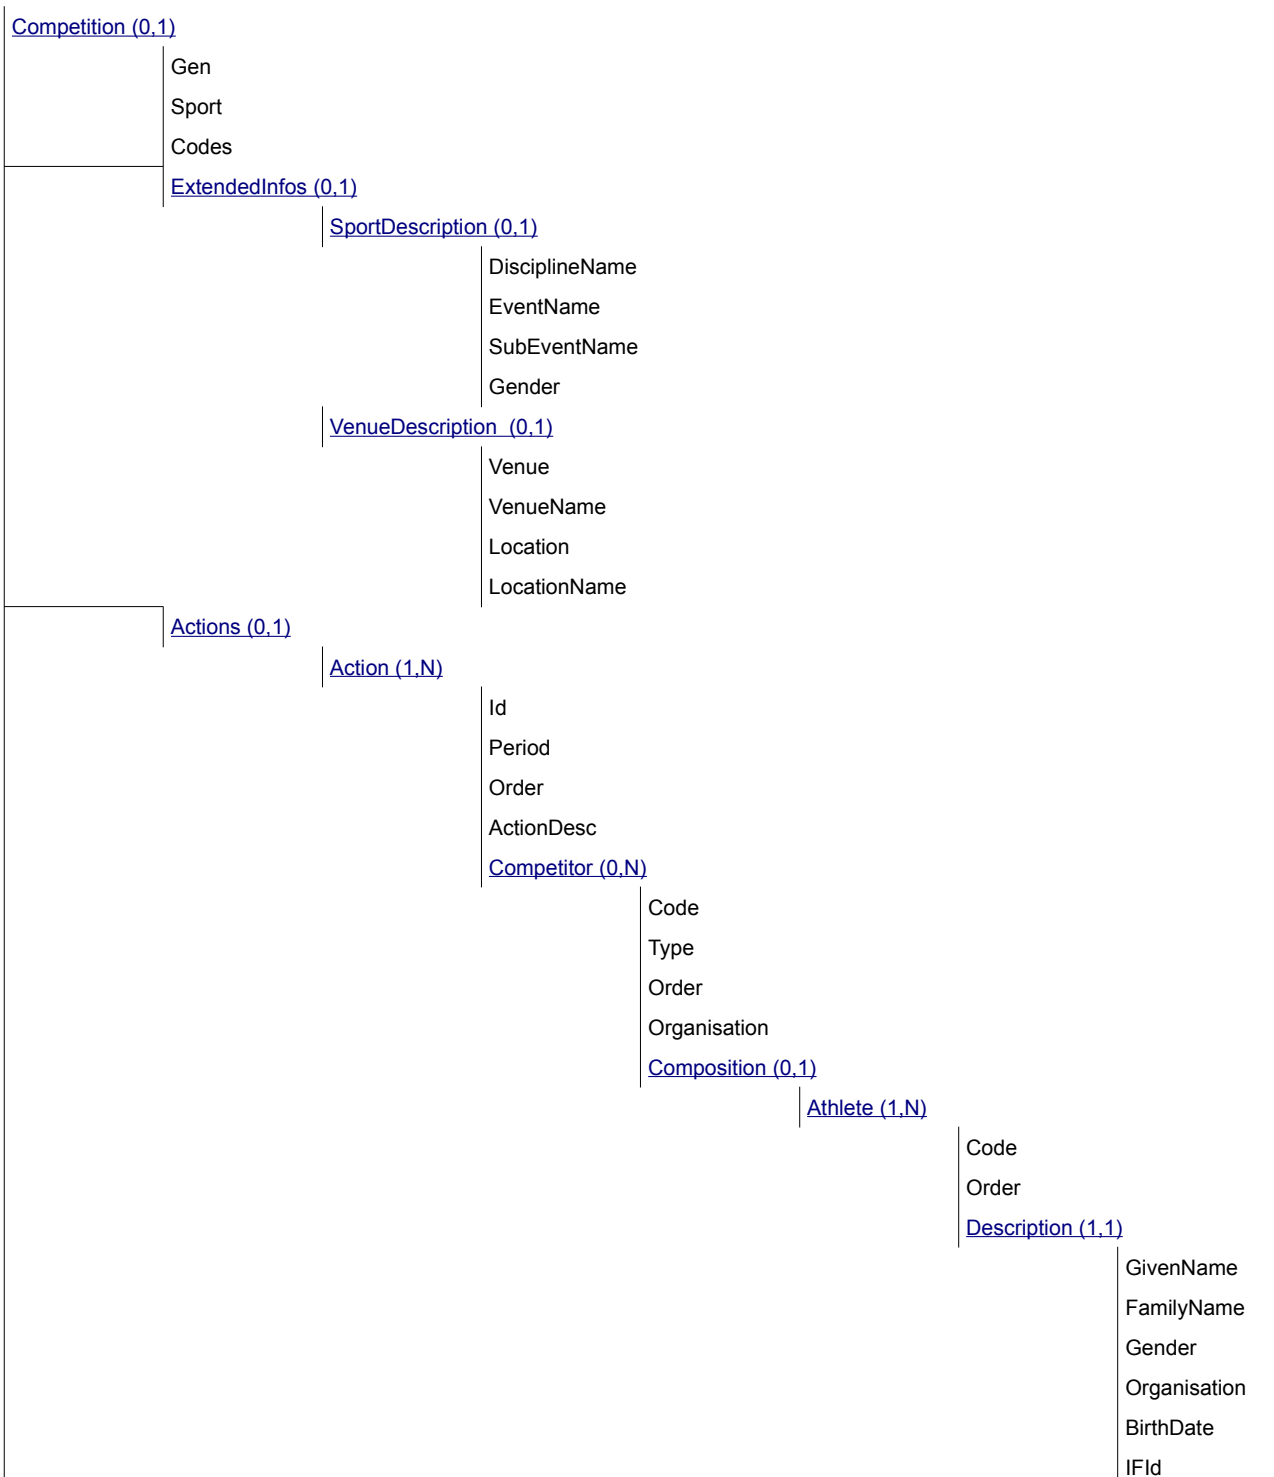 Competition (0,1)
Gen
Sport
Codes
ExtendedInfos (0,1)
SportDescription (0,1)
DisciplineName
EventName
SubEventName
Gender
VenueDescription  (0,1)
Venue
VenueName
Location
LocationName
Actions (0,1)
Action (1,N)
Id
Period
Order
ActionDesc
Competitor (0,N)
Code
Type
Order
Organisation
Composition (0,1)
Athlete (1,N)
Code
Order
Description (1,1)
GivenName
FamilyName
Gender
Organisation
BirthDate
IFId